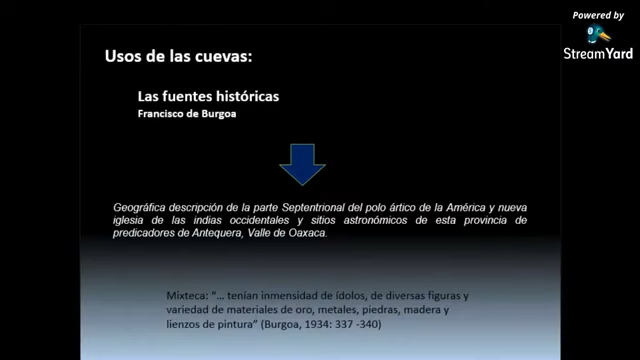 Powered by
StreamYard
Usos de las cuevas:
Las fuentes históricas
Francisco de Burgoa
Geográfica descripción de la parte Septentrional del polo ártico de la América y nueva
iglesia de las indias occidentales y sitios astronómicos de esta provincia de
predicadores de Antequera, Valle de Oaxaca.
Mixteca: “... tenían inmensidad de ídolos, de diversas figuras y
variedad de materiales de oro, metales, piedras, madera y
lienzos de pintura” (Burgoa, 1934: 337 -340)